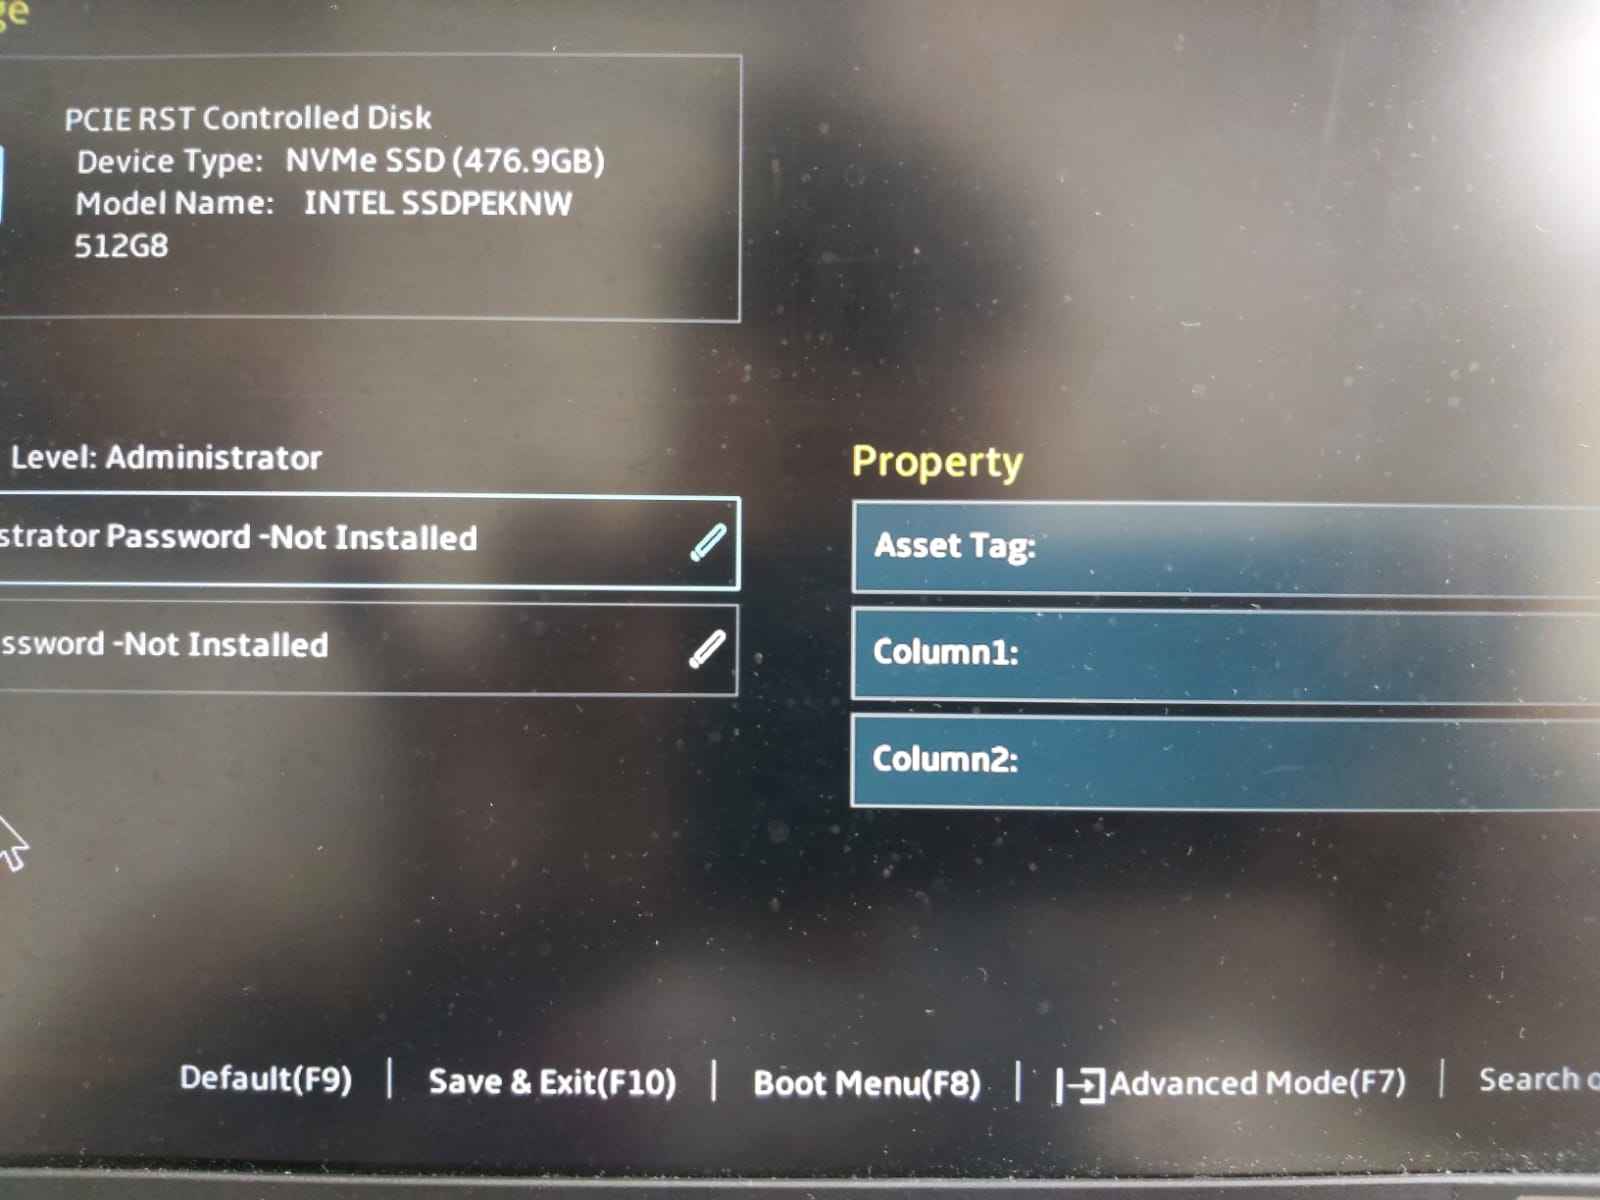 ge
PCIE RST Controlled Disk
Device Type: NVMe SSD (476.9GB)
Model Name: INTEL SSDPEKNW
512G8
Level: Administrator
strator Password -Not Installed
ssword -Not Installed
Property
Asset Tag:
Column1:
Column2:
Default(F9) | Save & Exit(F10) | Boot Menu(F8) | Advanced Mode(F7) | Search o